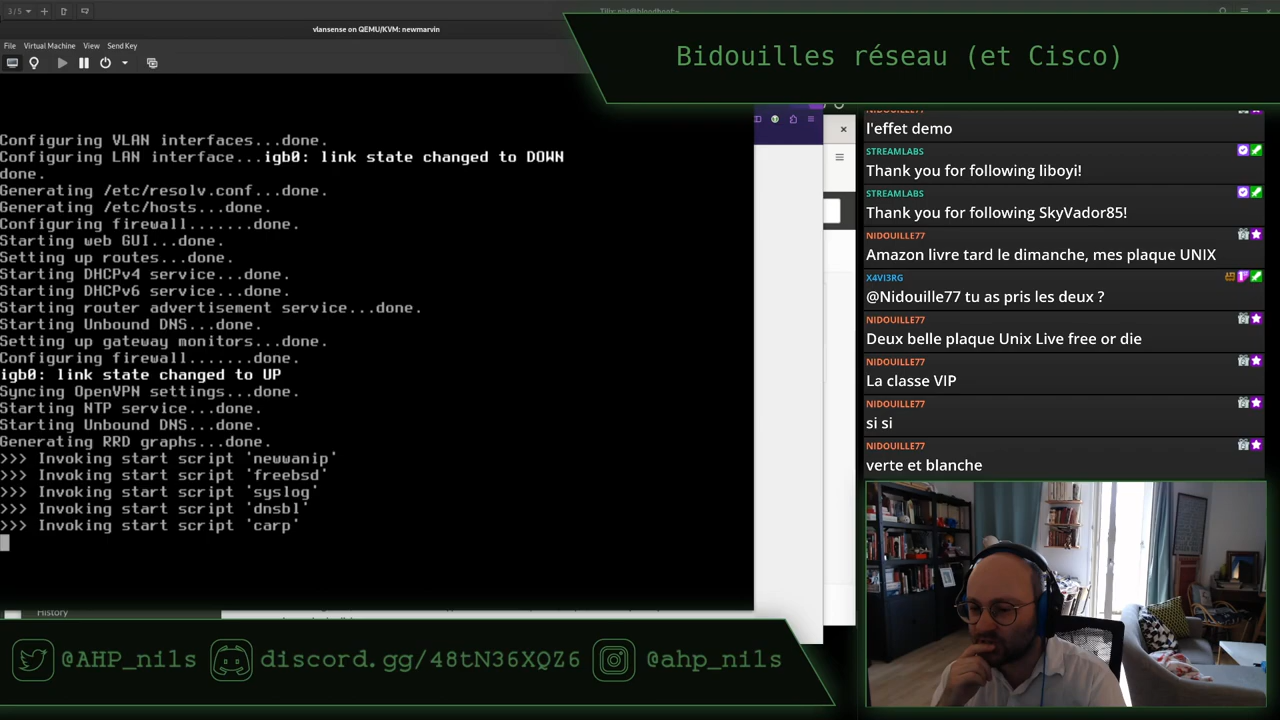 3/5
Tilix: nils@bloodhoof:~
vlansense on QEMU/KVM: newmarvin
File Virtual Machine View Send Key
Bidouilles réseau (et Cisco)
Configuring VLAN interfaces...done.
Configuring LAN interface...igb0: link state changed to DOWN
done.
Generating /etc/resolv.conf...done.
Generating /etc/hosts...done.
Configuring firewall.......done.
Starting web GUI...done.
Setting up routes...done.
Starting DHCPv4 service...done.
Starting DHCPv6 service...done.
Starting router advertisement service...done.
Starting Unbound DNS...done.
Setting up gateway monitors...done.
Configuring firewall.......done.
igb0: link state changed to UP
Syncing OpenVPN settings...done.
Starting NTP service...done.
Starting Unbound DNS...done.
Generating RRD graphs...done.
>>> Invoking start script 'newwanip'
>>> Invoking start script 'freebsd'
>>> Invoking start script 'syslog'
>>> Invoking start script 'dnsbl'
>>> Invoking start script 'carp'
History
NIDOUILLE77
l'effet demo
STREAMLABS
Thank you for following liboyi!
STREAMLABS
Thank you for following SkyVador85!
NIDOUILLE77
Amazon livre tard le dimanche, mes plaque UNIX
X4VI3RG
@Nidouille77 tu as pris les deux ?
NIDOUILLE77
Deux belle plaque Unix Live free or die
NIDOUILLE77
La classe VIP
NIDOUILLE77
si si
NIDOUILLE77
verte et blanche
@AHP_nils discord.gg/48tN36XQZ6 @ahp_nils